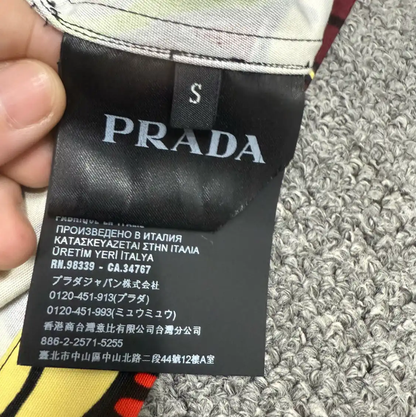 S
PRADA
FABRIQUÉ EN ITALIE
ПРОИЗВЕДЕНО В ИТАЛИЯ
ΚΑΤΑΣΚΕΥΑΖΕΤΑΙ ΣΤΗΝ ΙΤΑΛΙΑ
ÜRETIM YERİ İTALYA
RN.98339 - CA.34767
プラダジャパン株式会社
0120-451-913(プラダ)
0120-451-993(ミュウミュウ)
香港商台灣意比有限公司台灣分公司
886-2-2571-5255
臺北市中山區中山北路二段44號12樓A室